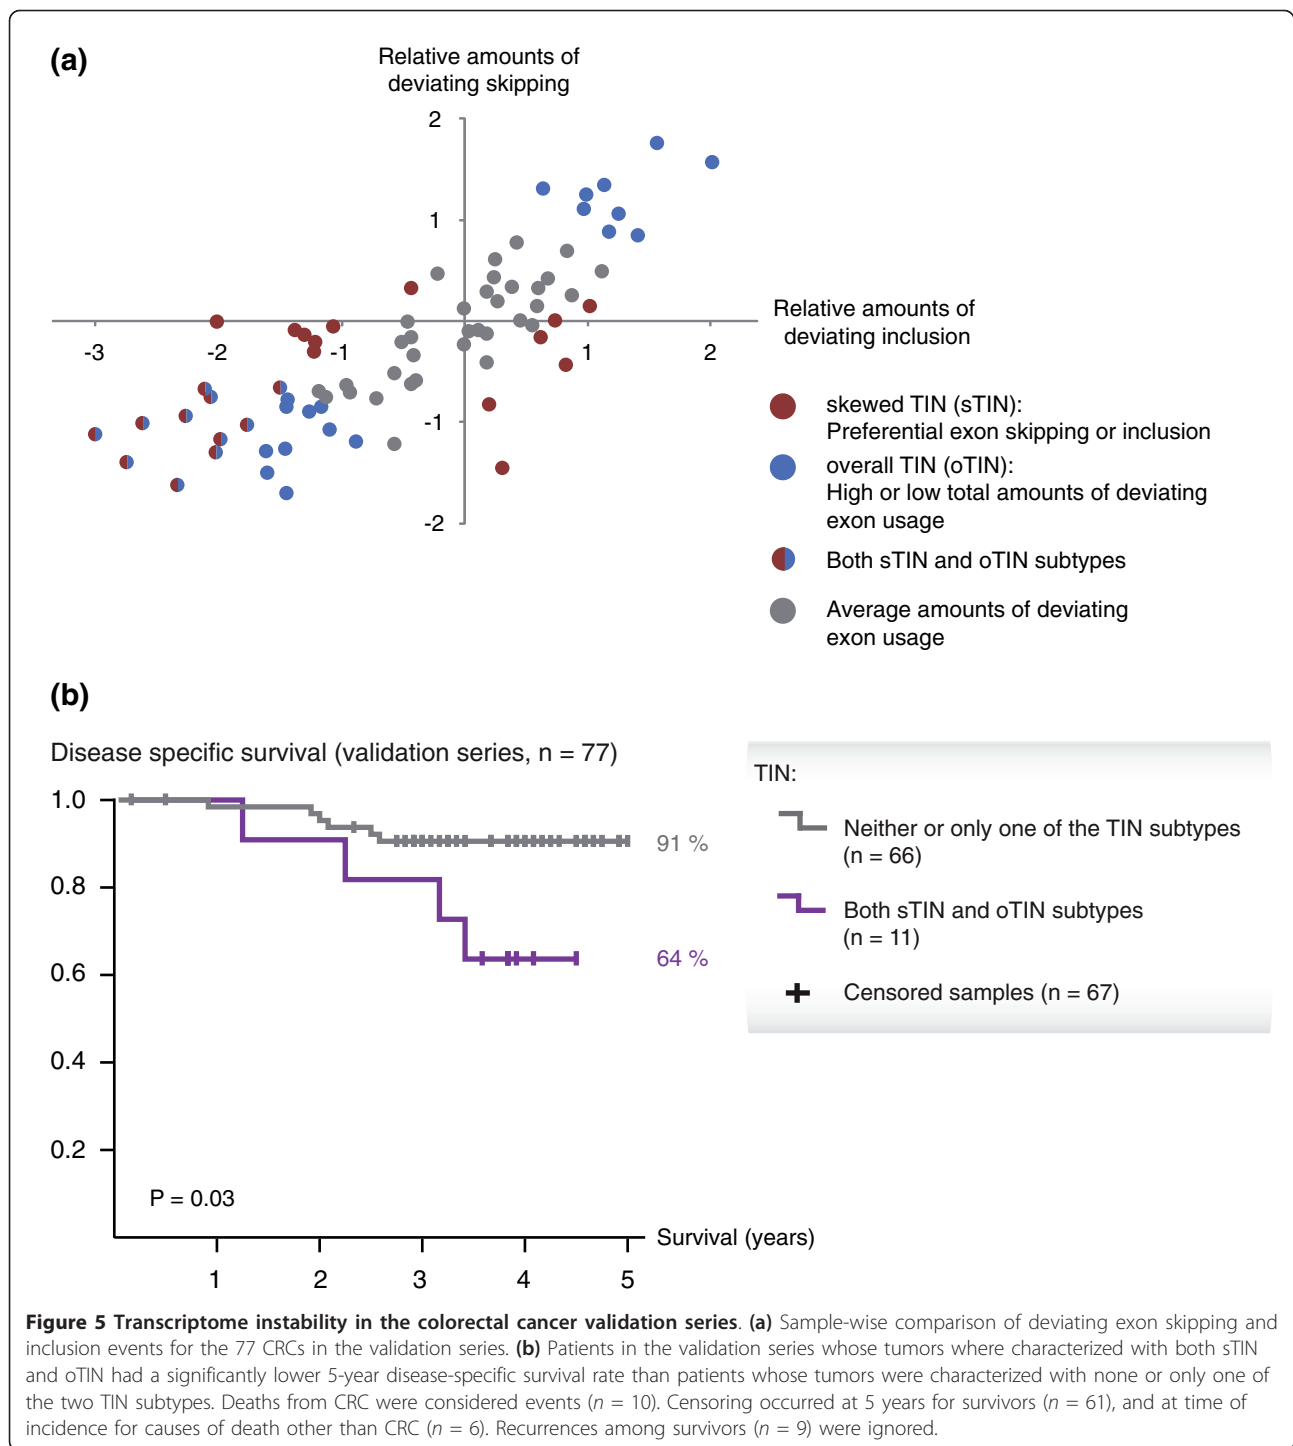 (a)
Relative amounts of
deviating skipping
2
1
-1
-2
-3
-2
-1
1
2
Relative amounts of
deviating inclusion
skewed TIN (sTIN):
Preferential exon skipping or inclusion
overall TIN (oTIN):
High or low total amounts of deviating
exon usage
Both sTIN and oTIN subtypes
Average amounts of deviating
exon usage
(b)
Disease specific survival (validation series, n = 77)
1.0
0.8
0.6
0.4
0.2
91 %
64 %
P = 0.03
Survival (years)
1
2
3
4
5
TIN:
Neither or only one of the TIN subtypes
(n = 66)
Both sTIN and oTIN subtypes
(n = 11)
Censored samples (n = 67)
Figure 5 Transcriptome instability in the colorectal cancer validation series. (a) Sample-wise comparison of deviating exon skipping and
inclusion events for the 77 CRCs in the validation series. (b) Patients in the validation series whose tumors where characterized with both sTIN
and oTIN had a significantly lower 5-year disease-specific survival rate than patients whose tumors were characterized with none or only one of
the two TIN subtypes. Deaths from CRC were considered events (n = 10). Censoring occurred at 5 years for survivors (n = 61), and at time of
incidence for causes of death other than CRC (n = 6). Recurrences among survivors (n = 9) were ignored.